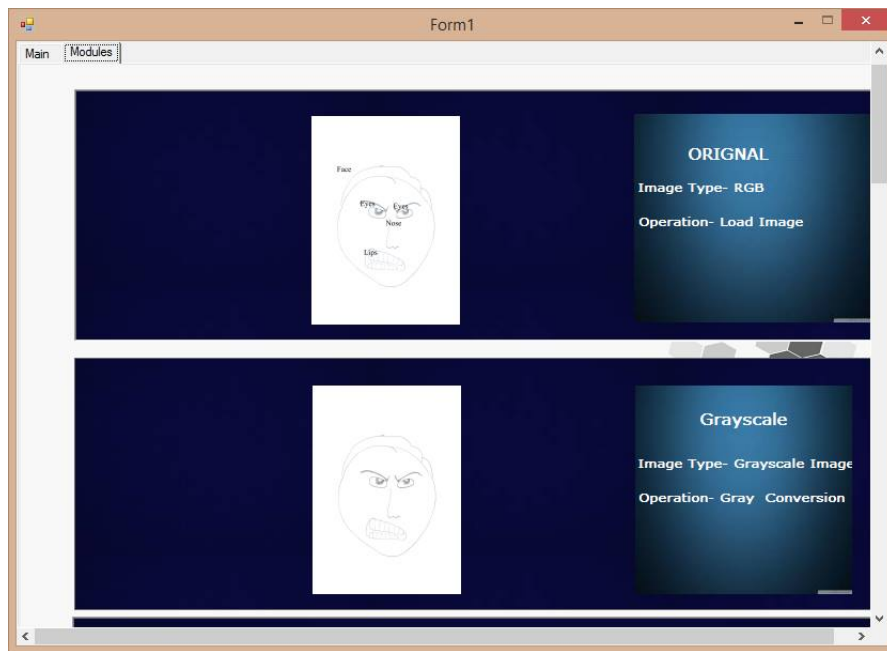 Form1
Main Modules
ORIGNAL
Face
Image Type- RGB
Eyes Eyes
Operation- Load Image
Nose
Lips
Grayscale
Image Type- Grayscale Image
Operation- Gray Conversion